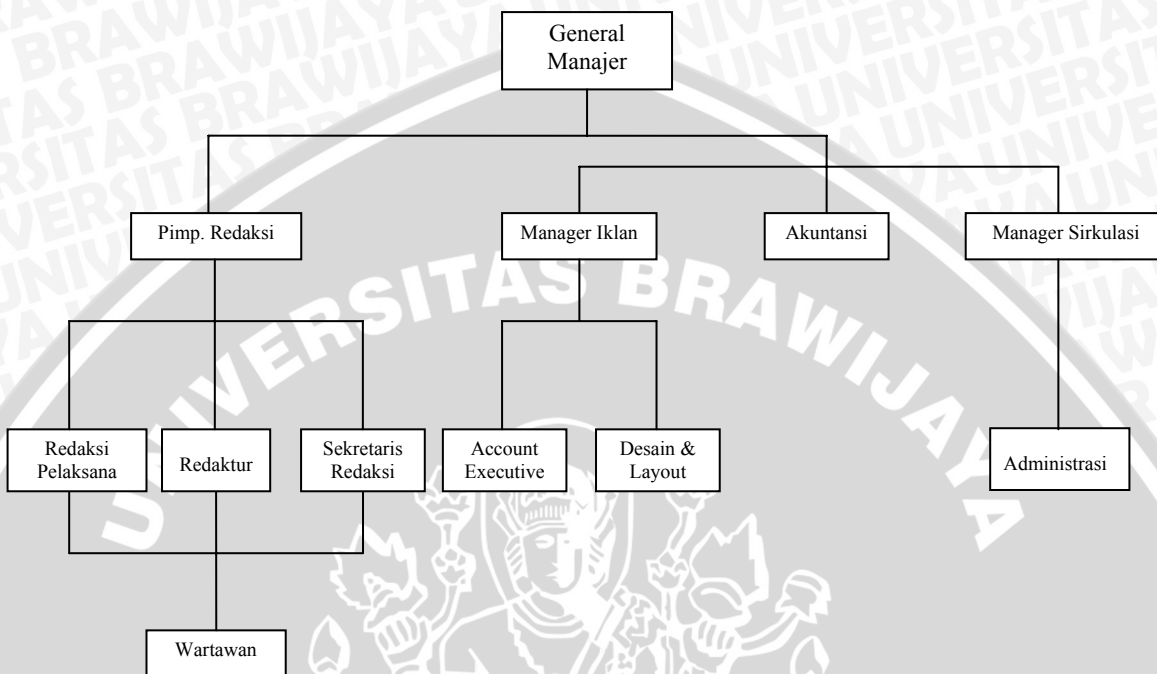 General
Manajer
Pimp. Redaksi
Manager Iklan
Akuntansi
Manager Sirkulasi
Redaksi
Pelaksana
Redaktur
Sekretaris
Redaksi
Account
Executive
Desain &
Layout
Administrasi
Wartawan
UNIVERSITAS BRAWIJAYA